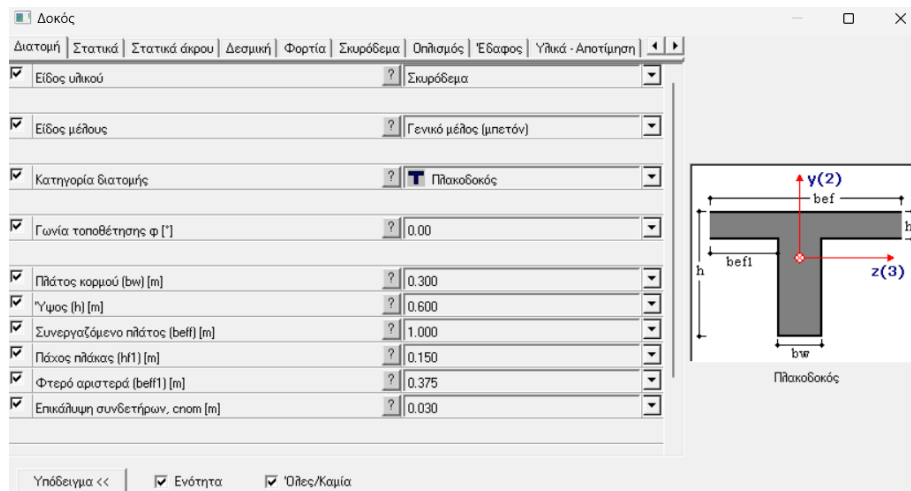 Δοκός
Διατομή Στατικά Στατικά άκρου Δεσμική Φορτία Σκυρόδεμα Οπλισμός Έδαφος Υλικά - Αποτίμηση
Είδος υλικού ? Σκυρόδεμα
Είδος μέλους ? Γενικό μέλος (μπετόν)
Κατηγορία διατομής ? Πλακοδοκός
Γωνία τοποθέτησης φ [°] ? 0.00
Πλάτος κορμού (bw) [m] ? 0.300
Ύψος (h) [m] ? 0.600
Συνεργαζόμενο πλάτος (beff) [m] ? 1.000
Πάχος πλάκας (hf1) [m] ? 0.150
Φτερό αριστερά (beff1) [m] ? 0.375
Επικάλυψη συνδετήρων, cnom [m] ? 0.030
y(2)
bef
h
bef1
h
z(3)
bw
Πλακοδοκός
Υπόδειγμα << Ενότητα Όλες/Καμία